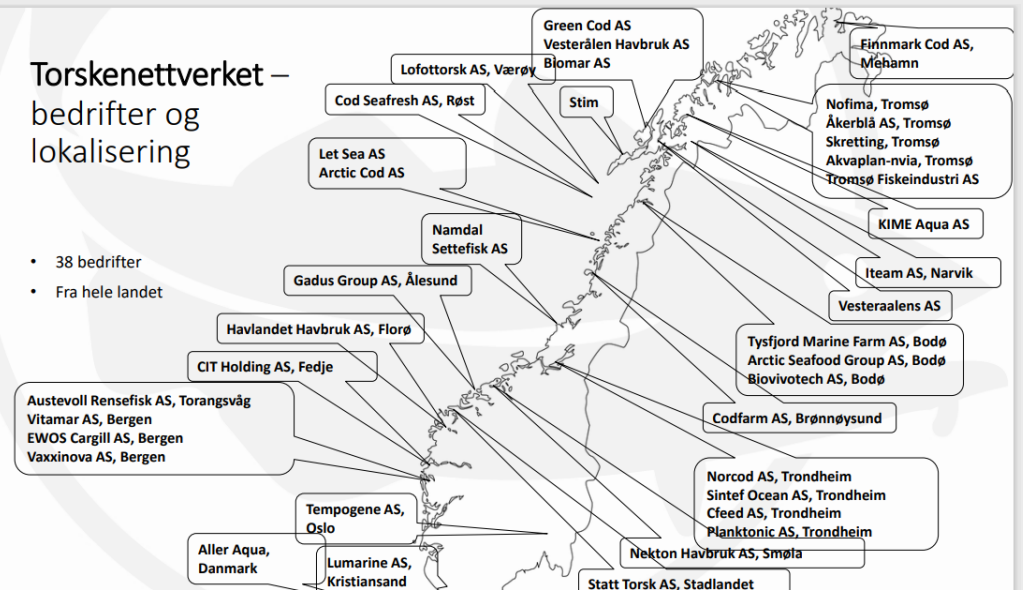 Torskenettverket –
bedrifter og
lokalisering
• 38 bedrifter
• Fra hele landet
Green Cod AS
Vesterålen Havbruk AS
Biomar AS
Finnmark Cod AS,
Mehamn
Lofottorsk AS, Værøy
Cod Seafresh AS, Røst
Stim
Nofima, Tromsø
Åkerblå AS, Tromsø
Skretting, Tromsø
Akvaplan-nvia, Tromsø
Tromsø Fiskeindustri AS
Let Sea AS
Arctic Cod AS
KIME Aqua AS
Namdal
Settefisk AS
Iteam AS, Narvik
Gadus Group AS, Ålesund
Vesteraalens AS
Havlandet Havbruk AS, Florø
Tysfjord Marine Farm AS, Bodø
Arctic Seafood Group AS, Bodø
Biovivotech AS, Bodø
CIT Holding AS, Fedje
Austevoll Rensefisk AS, Torangsvåg
Vitamar AS, Bergen
EWOS Cargill AS, Bergen
Vaxxinova AS, Bergen
Codfarm AS, Brønnøysund
Norcod AS, Trondheim
Sintef Ocean AS, Trondheim
Cfeed AS, Trondheim
Planktonic AS, Trondheim
Tempogene AS,
Oslo
Nekton Havbruk AS, Smøla
Aller Aqua,
Danmark
Lumarine AS,
Kristiansand
Statt Torsk AS, Stadlandet